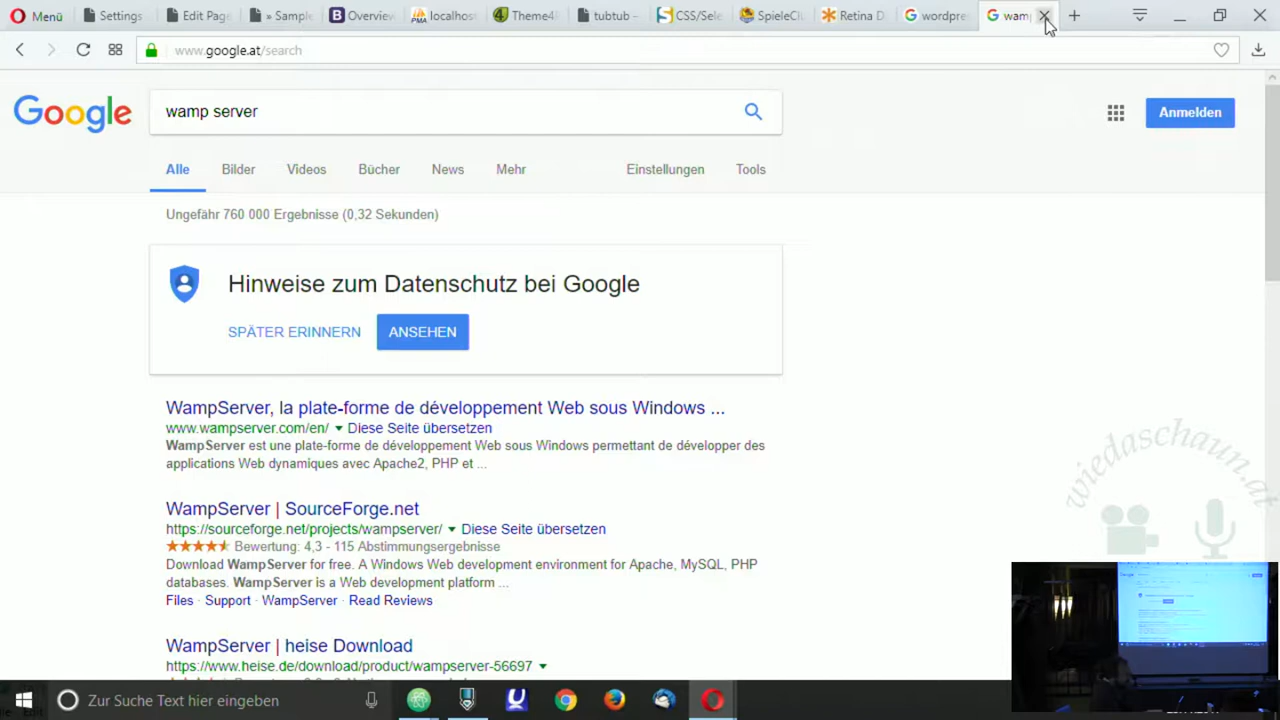 Menü
Settings
Edit Page
» Sample
Overview
localhos
Theme4
tubtub –
CSS/Sele
SpieleCl
Retina D
wordpre
wam
www.google.at/search
Google
wamp server
Anmelden
Alle Bilder Videos Bücher News Mehr Einstellungen Tools
Ungefähr 760 000 Ergebnisse (0,32 Sekunden)
Hinweise zum Datenschutz bei Google
SPÄTER ERINNERN ANSEHEN
WampServer, la plate-forme de développement Web sous Windows ...
www.wampserver.com/en/ Diese Seite übersetzen
WampServer est une plate-forme de développement Web sous Windows permettant de développer des
applications Web dynamiques avec Apache2, PHP et ...
WampServer | SourceForge.net
https://sourceforge.net/projects/wampserver/ Diese Seite übersetzen
Bewertung: 4,3 - 115 Abstimmungsergebnisse
Download WampServer for free. A Windows Web development environment for Apache, MySQL, PHP
databases. WampServer is a Web development platform ...
Files · Support · WampServer · Read Reviews
WampServer | heise Download
https://www.heise.de/download/product/wampserver-56697
wiedaschaun.at
Zur Suche Text hier eingeben